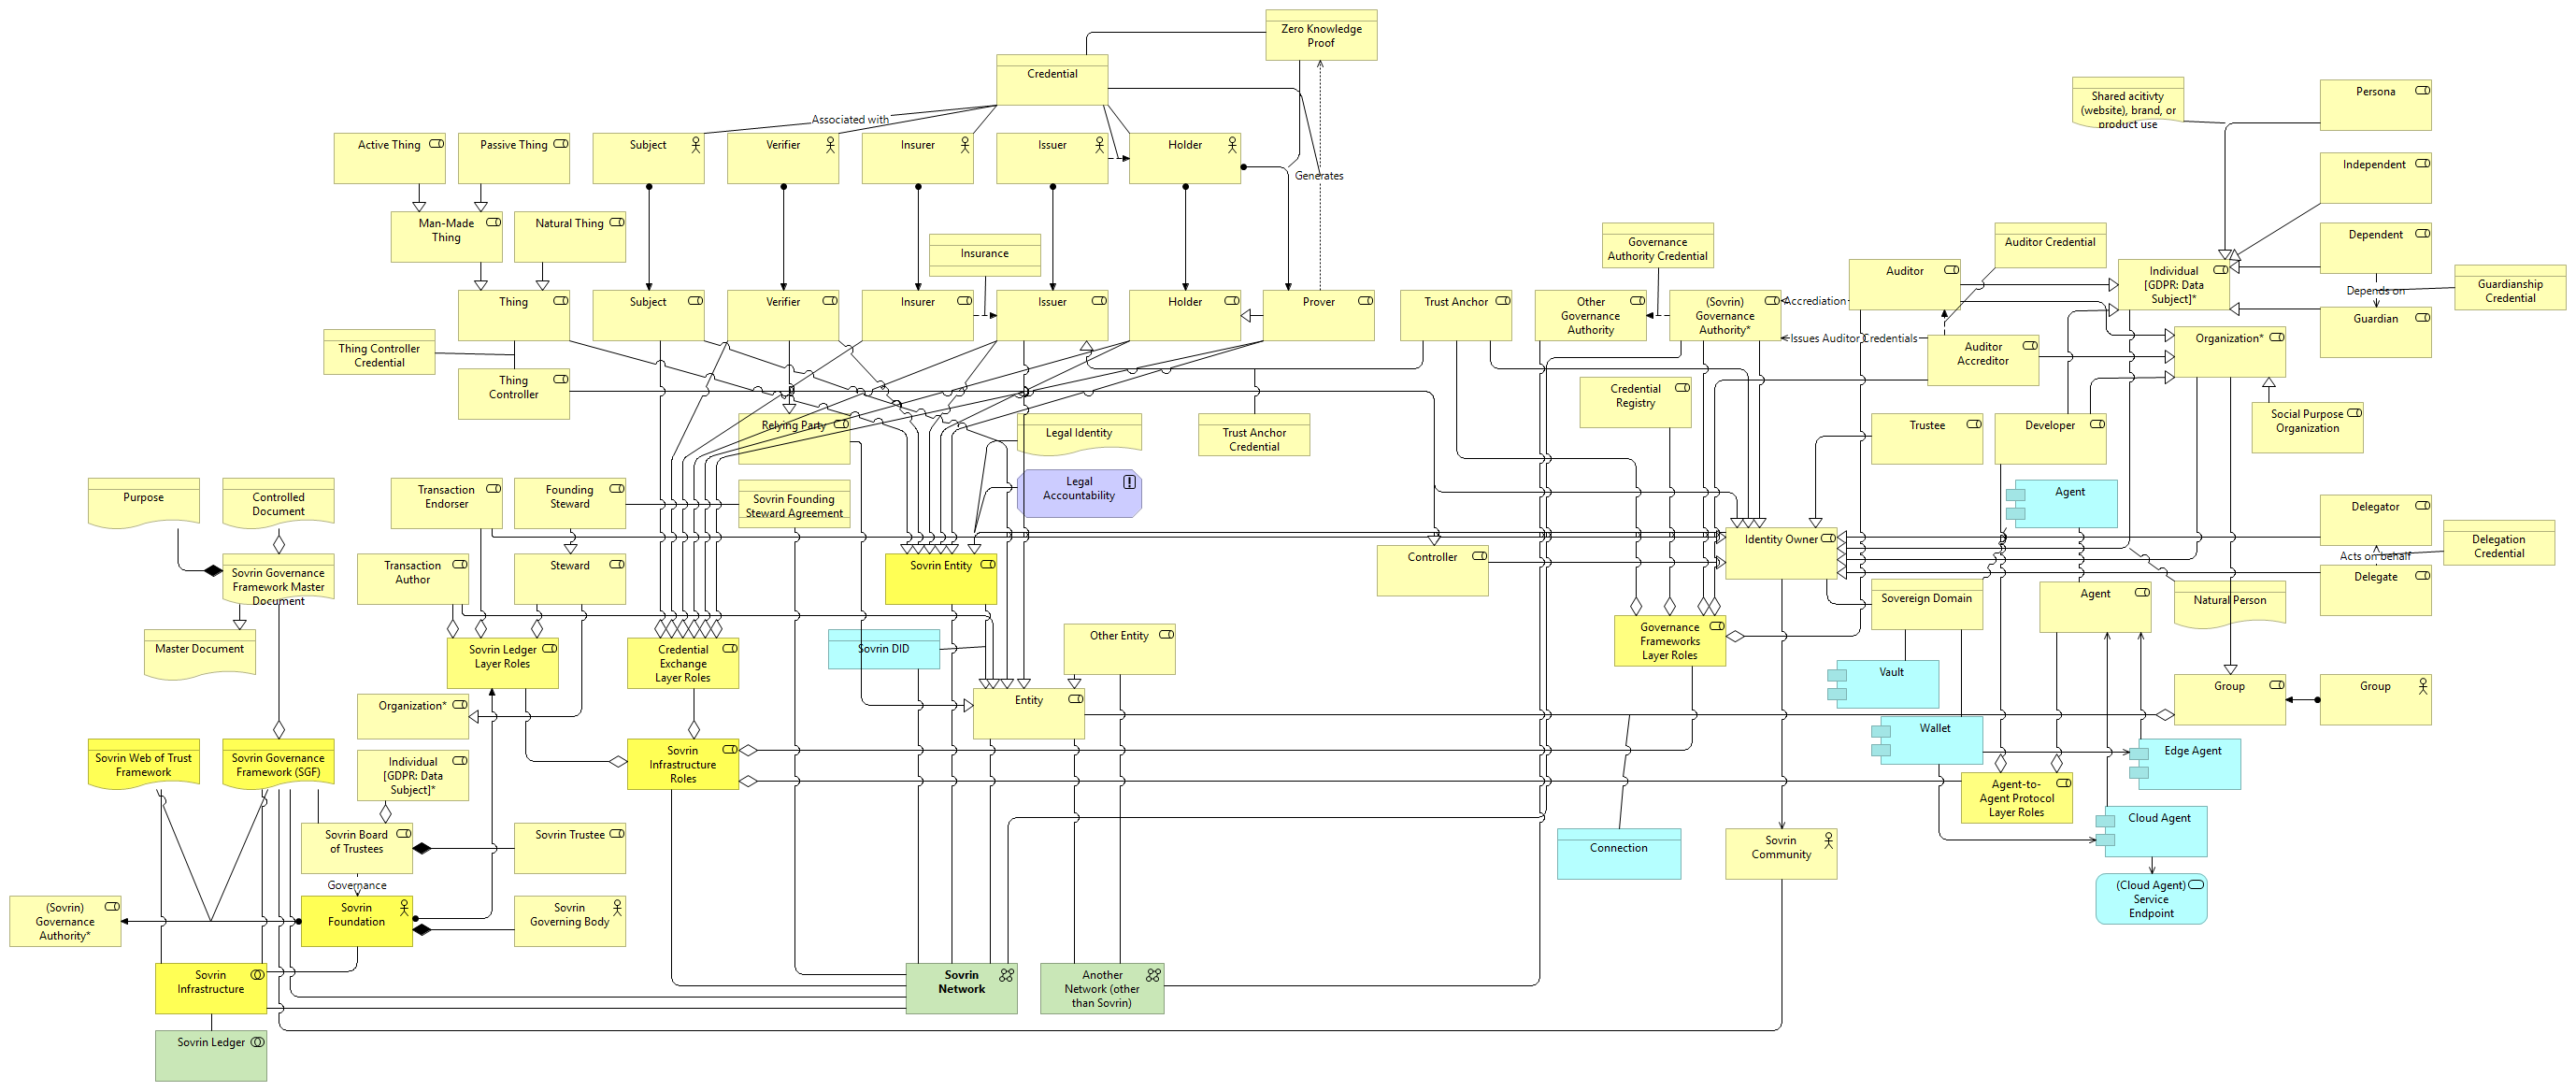 Zero Knowledge
Proof
Credential
Associated with
Shared acitivty
(website), brand, or
product use
Persona
Active Thing
Passive Thing
Subject
Verifier
Insurer
Issuer
Holder
Generates
Independent
Man-Made
Thing
Natural Thing
Insurance
Governance
Authority Credential
Auditor Credential
Dependent
Thing
Subject
Verifier
Insurer
Issuer
Holder
Prover
Trust Anchor
Other
Governance
Authority
(Sovrin)
Governance
Authority*
Accrediation
Auditor
Individual
[GDPR: Data
Subject]*
Depends on
Guardianship
Credential
Guardian
Thing Controller
Credential
Issues Auditor Credentials
Auditor
Accreditor
Organization*
Thing
Controller
Credential
Registry
Relying Party
Legal Identity
Trust Anchor
Credential
Trustee
Developer
Social Purpose
Organization
Purpose
Controlled
Document
Transaction
Endorser
Founding
Steward
Sovrin Founding
Steward Agreement
Legal
Accountability
Agent
Delegator
Delegation
Credential
Acts on behalf
Sovrin Governance
Framework Master
Document
Transaction
Author
Steward
Sovrin Entity
Controller
Identity Owner
Delegate
Sovereign Domain
Agent
Natural Person
Master Document
Sovrin Ledger
Layer Roles
Credential
Exchange
Layer Roles
Sovrin DID
Other Entity
Governance
Frameworks
Layer Roles
Vault
Organization*
Entity
Group
Group
Wallet
Edge Agent
Sovrin Web of Trust
Framework
Sovrin Governance
Framework (SGF)
Individual
[GDPR: Data
Subject]*
Sovrin
Infrastructure
Roles
Agent-to-
Agent Protocol
Layer Roles
Sovrin Board
of Trustees
Sovrin Trustee
Connection
Sovrin
Community
Cloud Agent
Governance
(Sovrin)
Governance
Authority*
Sovrin
Foundation
Sovrin
Governing Body
(Cloud Agent)
Service
Endpoint
Sovrin
Infrastructure
Sovrin
Network
Another
Network (other
than Sovrin)
Sovrin Ledger